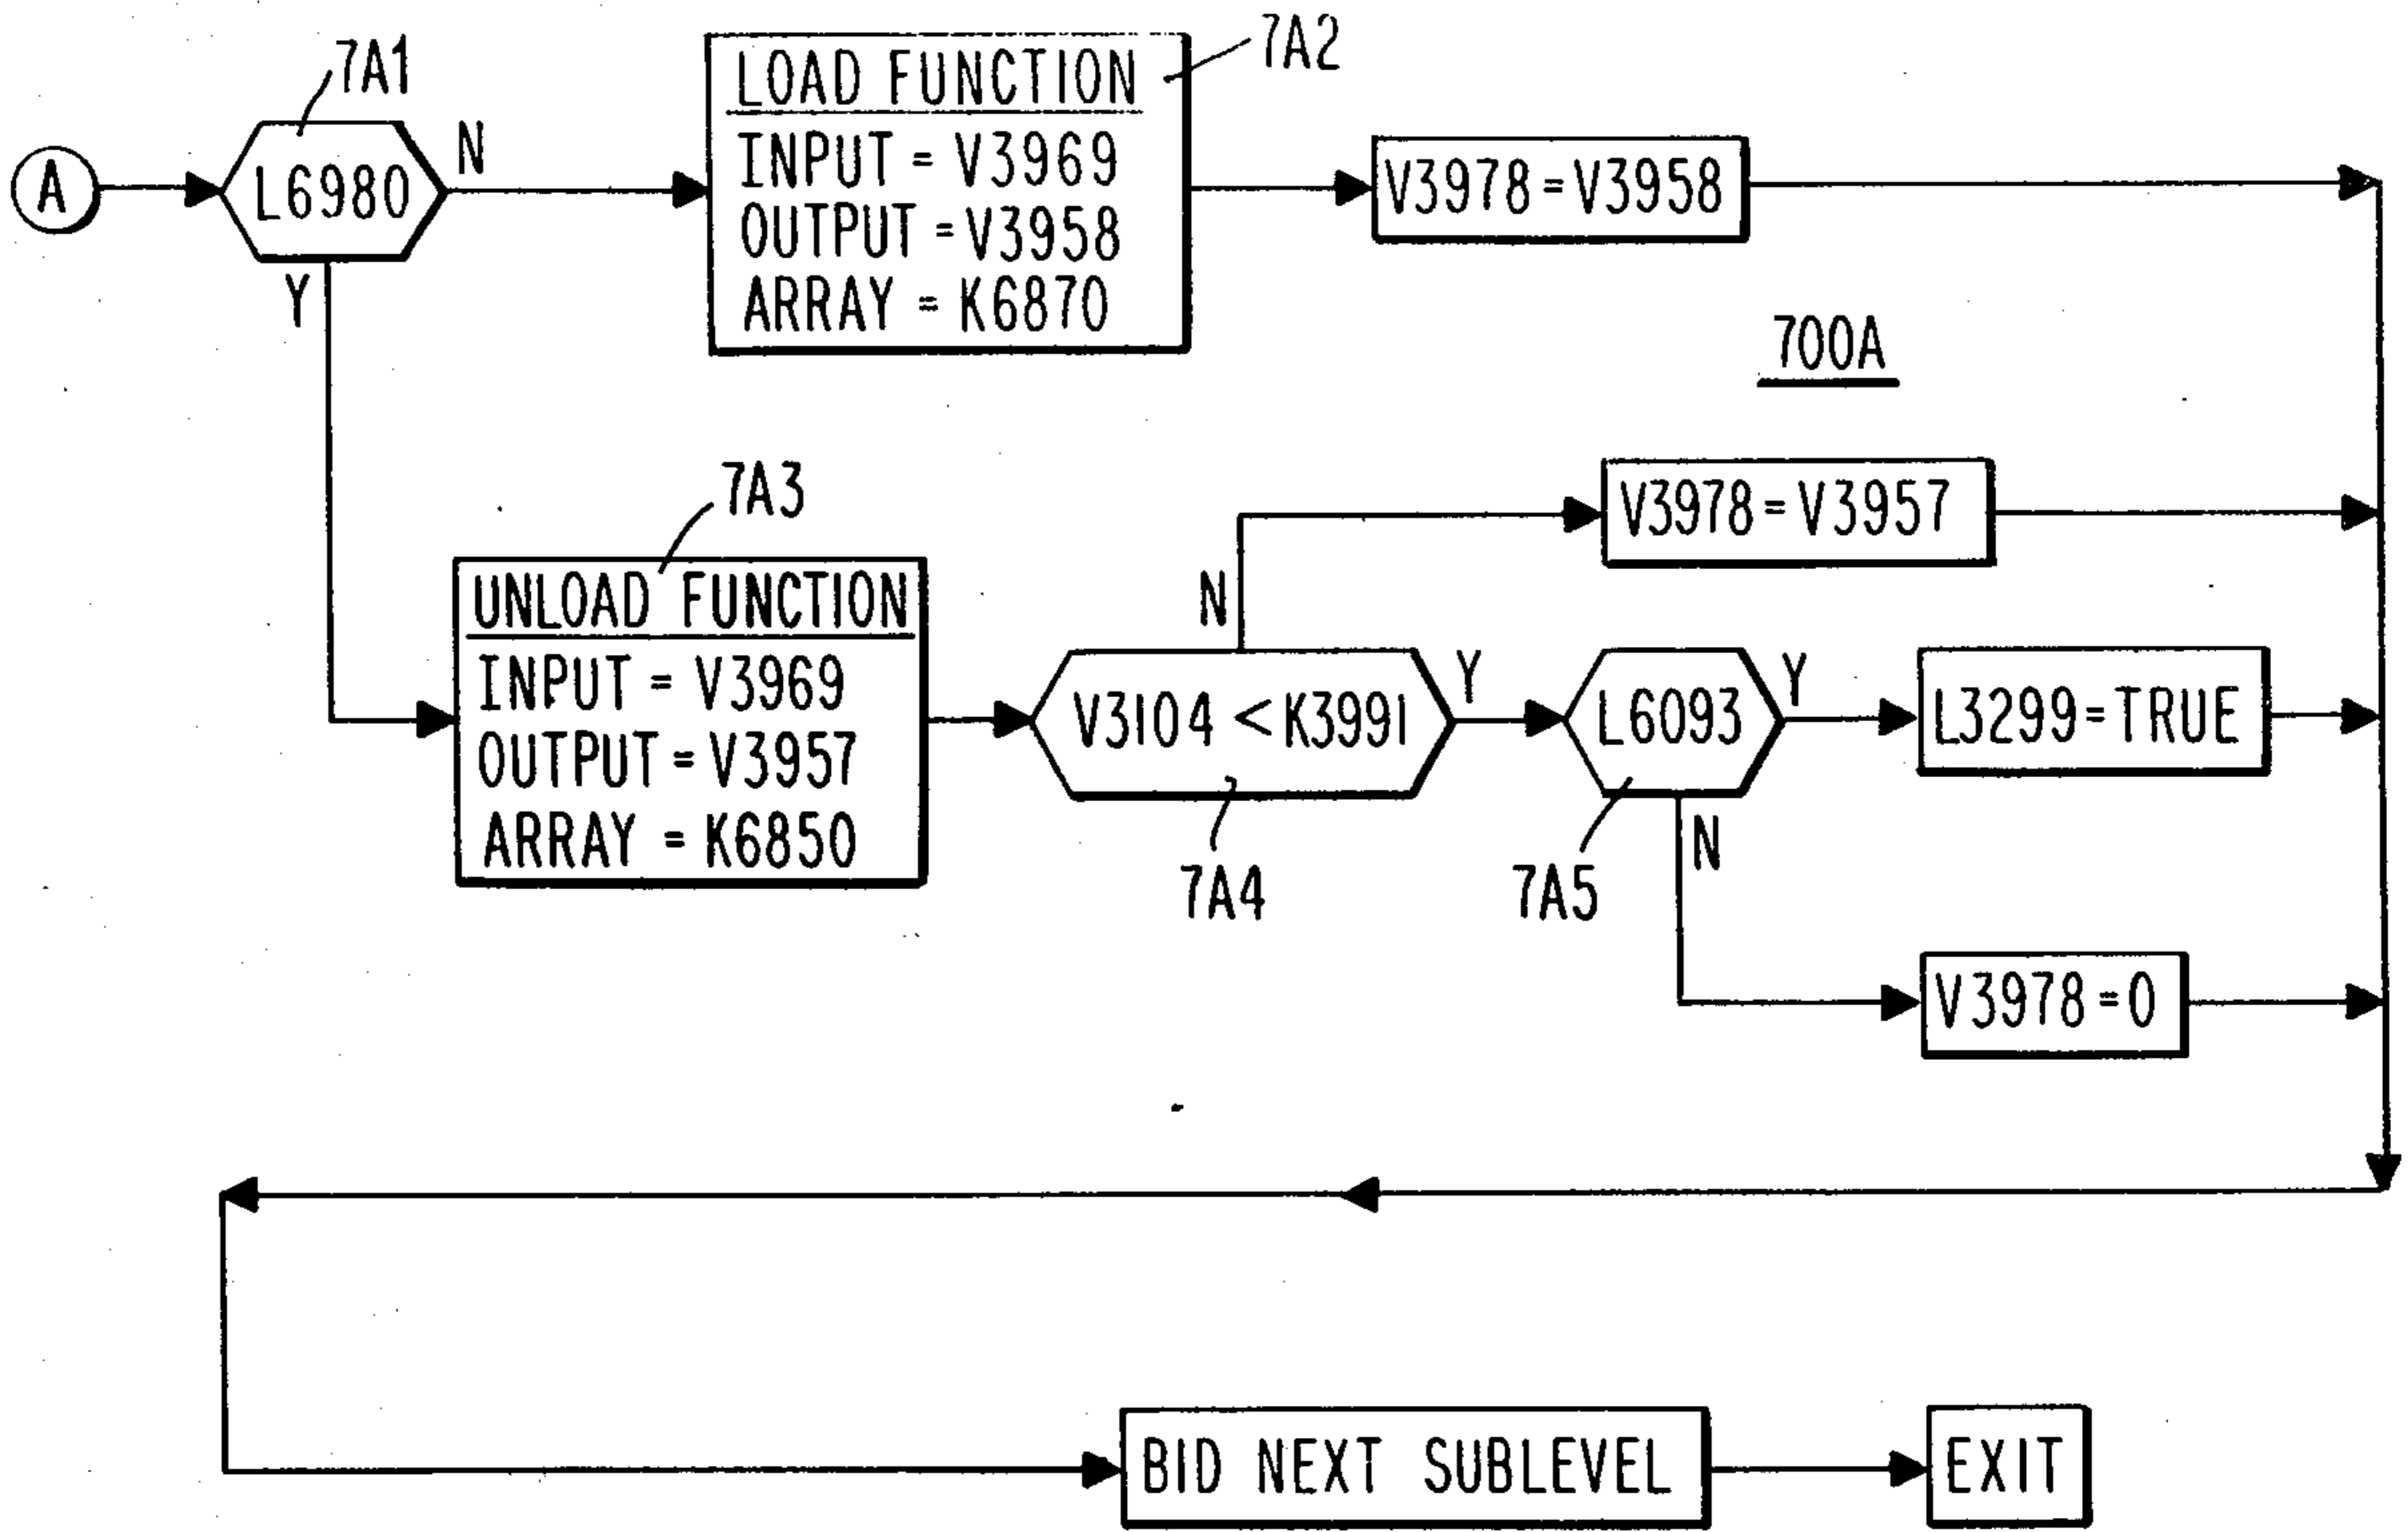 7A1
7A2
A
L6980
N
Y
LOAD FUNCTION
INPUT = V3969
OUTPUT = V3958
ARRAY = K6870
V3978 = V3958
700A
7A3
UNLOAD FUNCTION
INPUT = V3969
OUTPUT = V3957
ARRAY = K6850
N
V3978 = V3957
V3104 < K3991
Y
7A4
L6093
Y
L3299 = TRUE
7A5
N
V3978 = 0
BID NEXT SUBLEVEL
EXIT